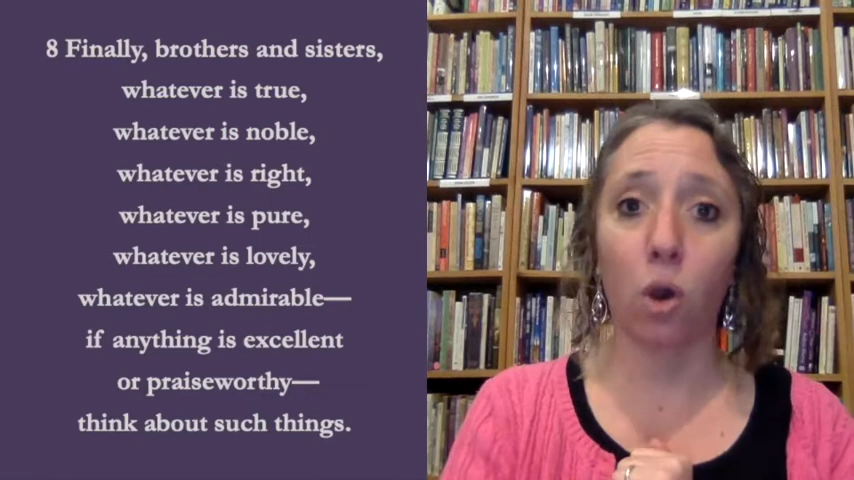 8 Finally, brothers and sisters,
whatever is true,
whatever is noble,
whatever is right,
whatever is pure,
whatever is lovely,
whatever is admirable—
if anything is excellent
or praiseworthy—
think about such things.